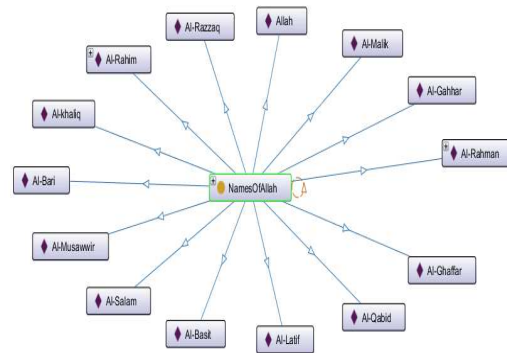 Allah
Al-Razzaq
Al-Malik
Al-Rahim
Al-Gahhar
Al-khaliq
Al-Rahman
Al-Bari
NamesOfAllah
Al-Musawwir
Al-Ghaffar
Al-Salam
Al-Qabid
Al-Basit
Al-Latif